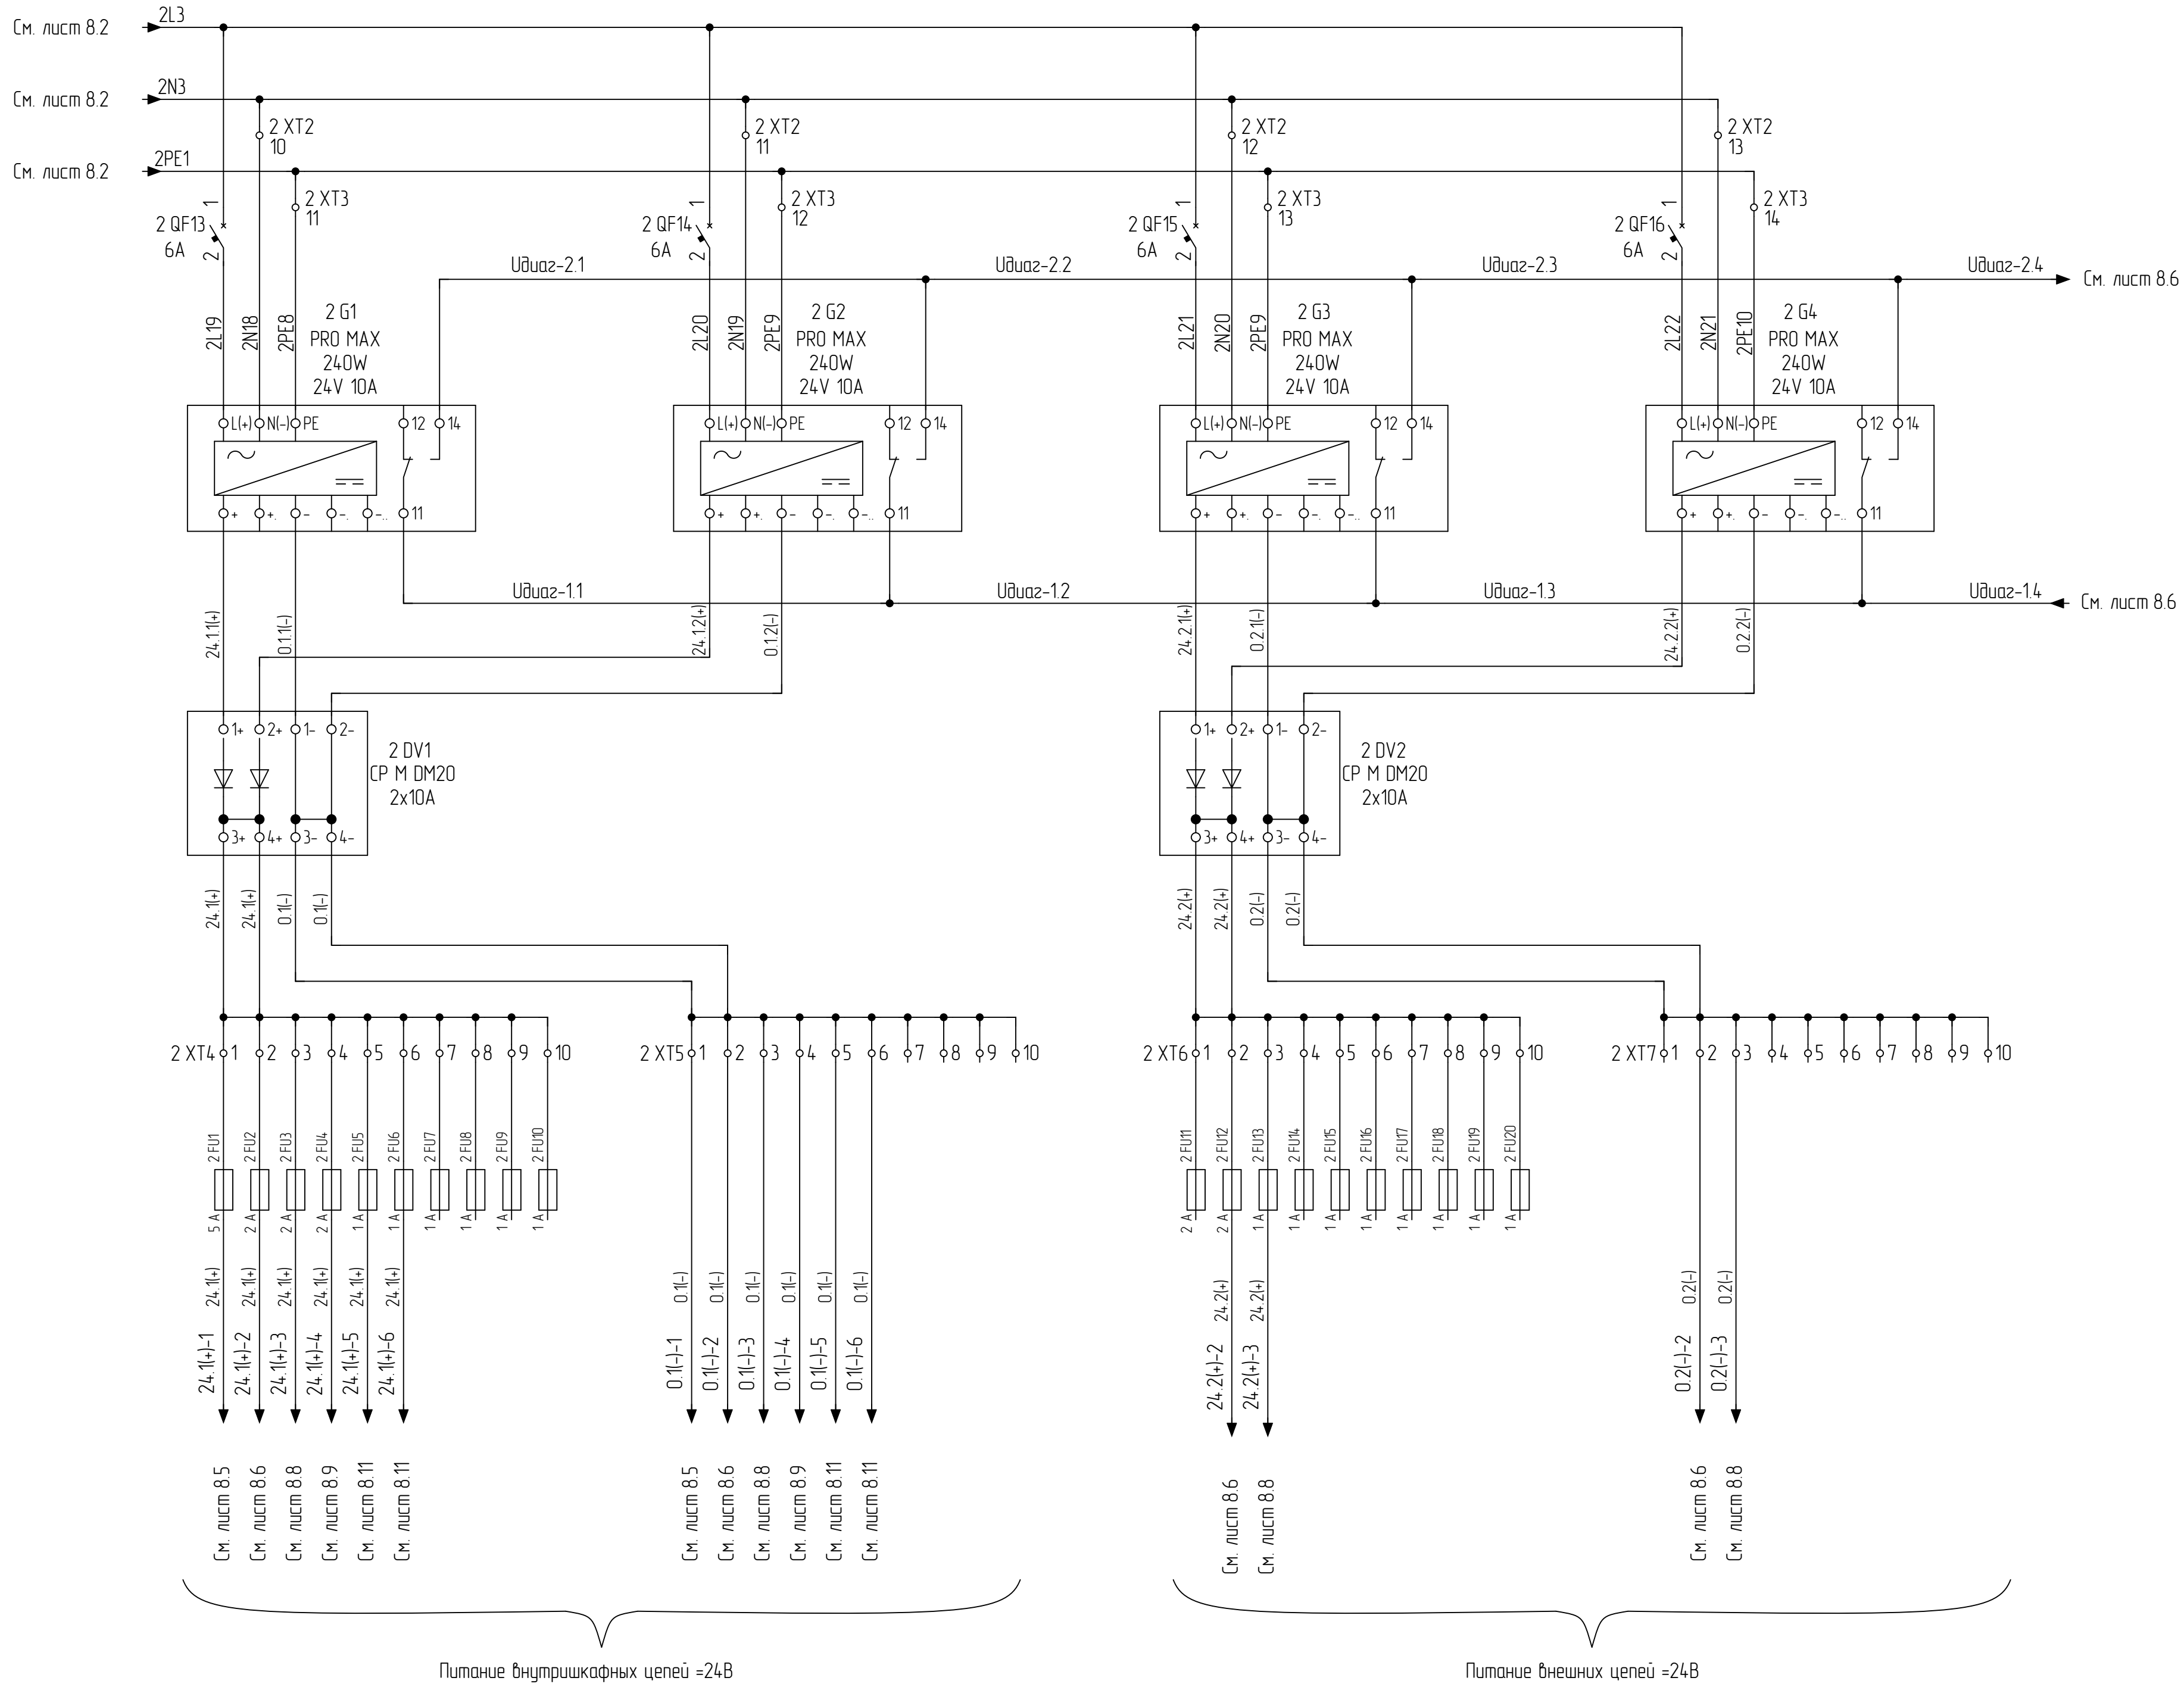 См. лист 8.2
2L3
См. лист 8.2
2N3
2 XT2
10
2 XT2
11
2 XT2
12
2 XT2
13
См. лист 8.2
2PE1
2 XT3
11
2 XT3
12
2 XT3
13
2 XT3
14
1
2 QF13
6A
2
1
2 QF14
6A
2
1
2 QF15
6A
2
1
2 QF16
6A
2
Uдиаг-2.1
Uдиаг-2.2
Uдиаг-2.3
Uдиаг-2.4
См. лист 8.6
2L19
2N18
2PE8
2 G1
PRO MAX
240W
24V 10A
2L20
2N19
2PE9
2 G2
PRO MAX
240W
24V 10A
2L21
2N20
2PE9
2 G3
PRO MAX
240W
24V 10A
2L22
2N21
2PE10
2 G4
PRO MAX
240W
24V 10A
L(+) N(-) PE 12 14
L(+) N(-) PE 12 14
L(+) N(-) PE 12 14
L(+) N(-) PE 12 14
+ +. - -. -.. 11
+ +. - -. -.. 11
+ +. - -. -.. 11
+ +. - -. -.. 11
Uдиаг-1.1
Uдиаг-1.2
Uдиаг-1.3
Uдиаг-1.4
См. лист 8.6
24.1.1(+)
0.1.1(-)
24.1.2(+)
0.1.2(-)
24.2.1(+)
0.2.1(-)
24.2.2(+)
0.2.2(-)
1+ 2+ 1- 2-
2 DV1
CP M DM20
2x10A
3+ 4+ 3- 4-
1+ 2+ 1- 2-
2 DV2
CP M DM20
2x10A
3+ 4+ 3- 4-
24.1(+)
24.1(+)
0.1(-)
0.1(-)
24.2(+)
24.2(+)
0.2(-)
0.2(-)
2 XT4 1 2 3 4 5 6 7 8 9 10
2 XT5 1 2 3 4 5 6 7 8 9 10
2 XT6 1 2 3 4 5 6 7 8 9 10
2 XT7 1 2 3 4 5 6 7 8 9 10
2 FU1
2 FU2
2 FU3
2 FU4
2 FU5
2 FU6
2 FU7
2 FU8
2 FU9
2 FU10
2 FU11
2 FU12
2 FU13
2 FU14
2 FU15
2 FU16
2 FU17
2 FU18
2 FU19
2 FU20
5 A
2 A
2 A
2 A
1 A
1 A
1 A
1 A
1 A
1 A
2 A
2 A
1 A
1 A
1 A
1 A
1 A
1 A
1 A
1 A
24.1(+)
24.1(+)
24.1(+)
24.1(+)
24.1(+)
24.1(+)
0.1(-)
0.1(-)
0.1(-)
0.1(-)
0.1(-)
0.1(-)
24.2(+)
24.2(+)
0.2(-)
0.2(-)
24.1(+)-1
24.1(+)-2
24.1(+)-3
24.1(+)-4
24.1(+)-5
24.1(+)-6
0.1(-)-1
0.1(-)-2
0.1(-)-3
0.1(-)-4
0.1(-)-5
0.1(-)-6
24.2(+)-2
24.2(+)-3
0.2(-)-2
0.2(-)-3
См. лист 8.5
См. лист 8.6
См. лист 8.8
См. лист 8.9
См. лист 8.11
См. лист 8.11
См. лист 8.5
См. лист 8.6
См. лист 8.8
См. лист 8.9
См. лист 8.11
См. лист 8.11
См. лист 8.6
См. лист 8.8
См. лист 8.6
См. лист 8.8
Питание внутришкафных цепей =24В
Питание внешних цепей =24В